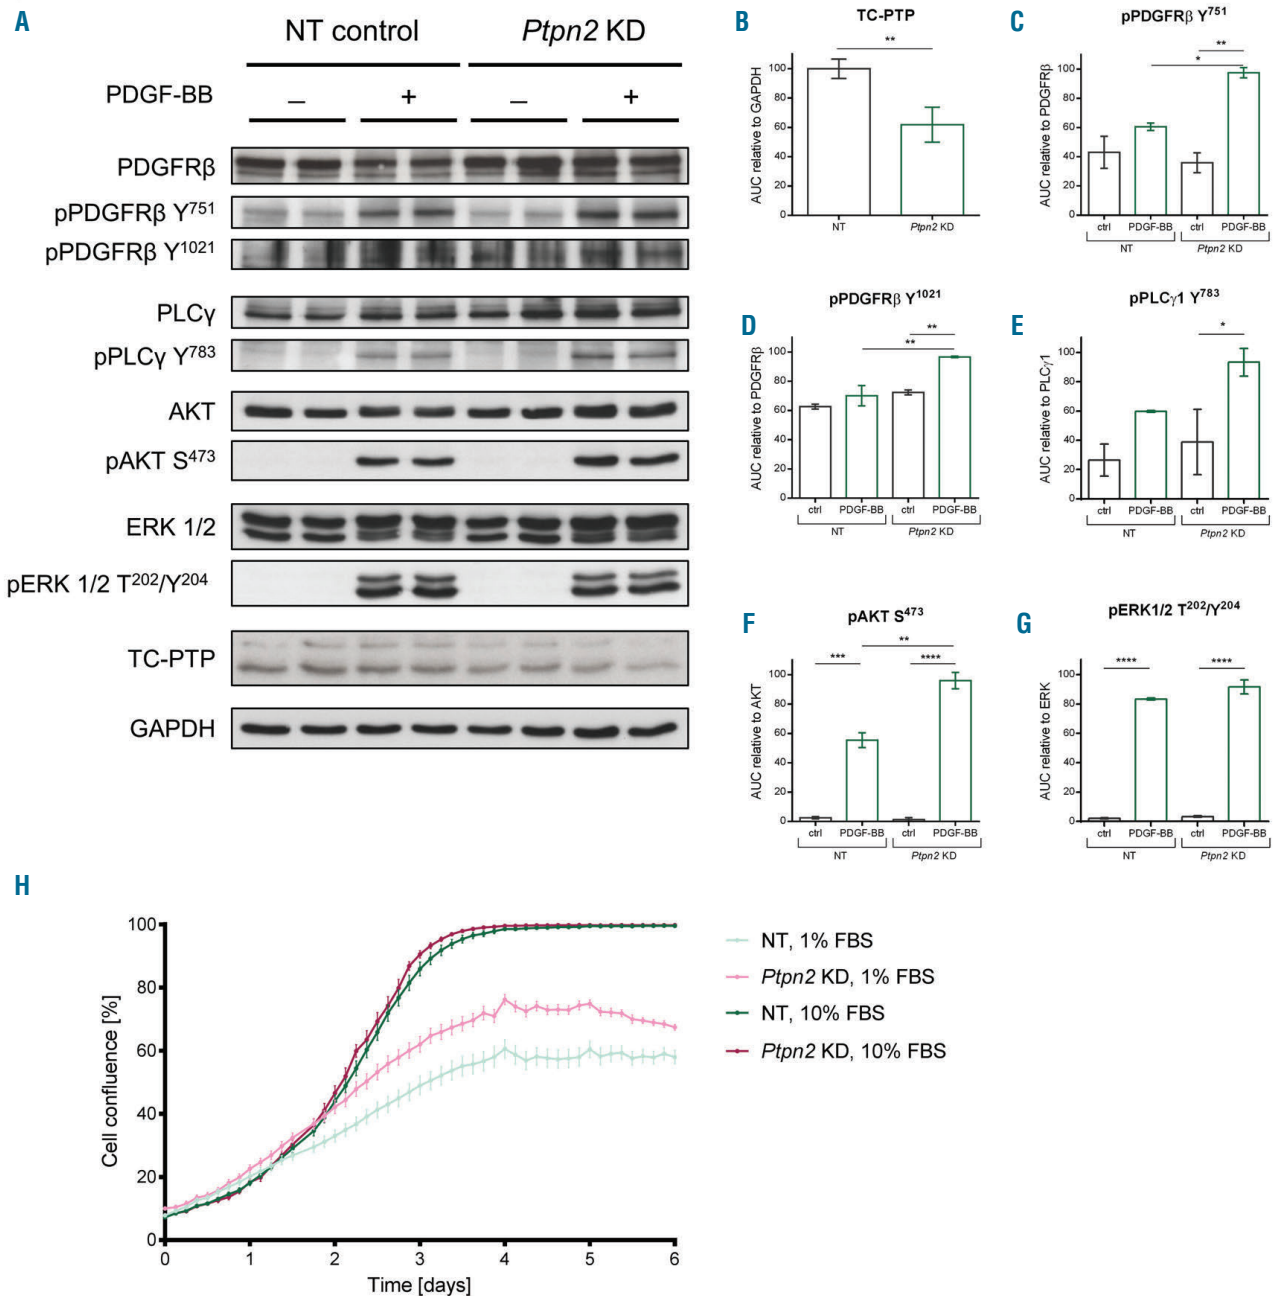 A
NT control
Ptpn2 KD
PDGF-BB
– + – +
PDGFRβ
pPDGFRβ Y751
pPDGFRβ Y1021
PLCγ
pPLCγ Y783
AKT
pAKT S473
ERK 1/2
pERK 1/2 T202/Y204
TC-PTP
GAPDH
B
TC-PTP
**
AUC relative to GAPDH
100
80
60
40
20
0
NT
Ptpn2 KD
C
pPDGFRβ Y751
**
*
AUC relative to PDGFRβ
100
80
60
40
20
0
ctrl PDGF-BB ctrl PDGF-BB
NT Ptpn2 KD
D
pPDGFRβ Y1021
**
**
AUC relative to PDGFRβ
100
80
60
40
20
0
ctrl PDGF-BB ctrl PDGF-BB
NT Ptpn2 KD
E
pPLCγ1 Y783
*
AUC relative to PLCγ1
100
80
60
40
20
0
ctrl PDGF-BB ctrl PDGF-BB
NT Ptpn2 KD
F
pAKT S473
**
*** ****
AUC relative to AKT
100
80
60
40
20
0
ctrl PDGF-BB ctrl PDGF-BB
NT Ptpn2 KD
G
pERK1/2 T202/Y204
**** ****
AUC relative to ERK
100
80
60
40
20
0
ctrl PDGF-BB ctrl PDGF-BB
NT Ptpn2 KD
H
Cell confluence [%]
100
80
60
40
20
0
0 1 2 3 4 5 6
Time [days]
NT, 1% FBS
Ptpn2 KD, 1% FBS
NT, 10% FBS
Ptpn2 KD, 10% FBS